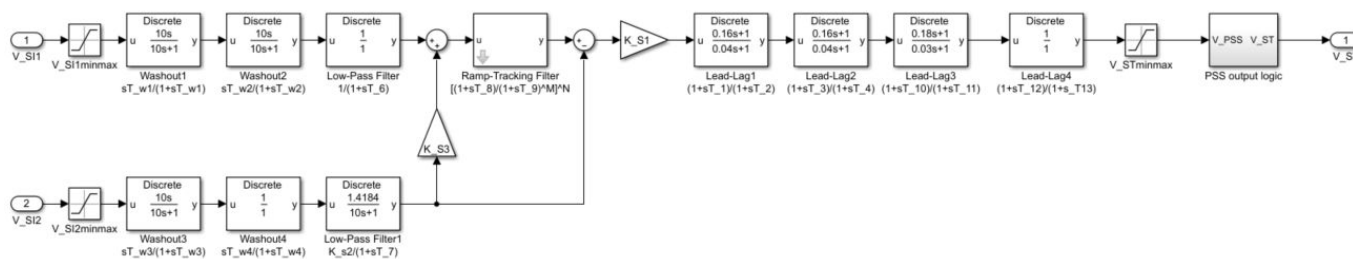 1
V_SI1
V_SI1minmax
Discrete
u 10s y
10s+1
Washout1
sT_w1/(1+sT_w1)
Discrete
u 10s y
10s+1
Washout2
sT_w2/(1+sT_w2)
Discrete
u 1 y
1
Low-Pass Filter
1/(1+sT_6)
+
+
u y
Ramp-Tracking Filter
[(1+sT_8)/(1+sT_9)^M]^N
+
−
K_S1
Discrete
u 0.16s+1 y
0.04s+1
Lead-Lag1
(1+sT_1)/(1+sT_2)
Discrete
u 0.16s+1 y
0.04s+1
Lead-Lag2
(1+sT_3)/(1+sT_4)
Discrete
u 0.18s+1 y
0.03s+1
Lead-Lag3
(1+sT_10)/(1+sT_11)
Discrete
u 1 y
1
Lead-Lag4
(1+sT_12)/(1+s_T13)
V_STminmax
V_PSS V_ST
PSS output logic
1
K_S3
2
V_SI2
V_SI2minmax
Discrete
u 10s y
10s+1
Washout3
sT_w3/(1+sT_w3)
Discrete
u 1 y
1
Washout4
sT_w4/(1+sT_w4)
Discrete
u 1.4184 y
10s+1
Low-Pass Filter1
K_s2/(1+sT_7)